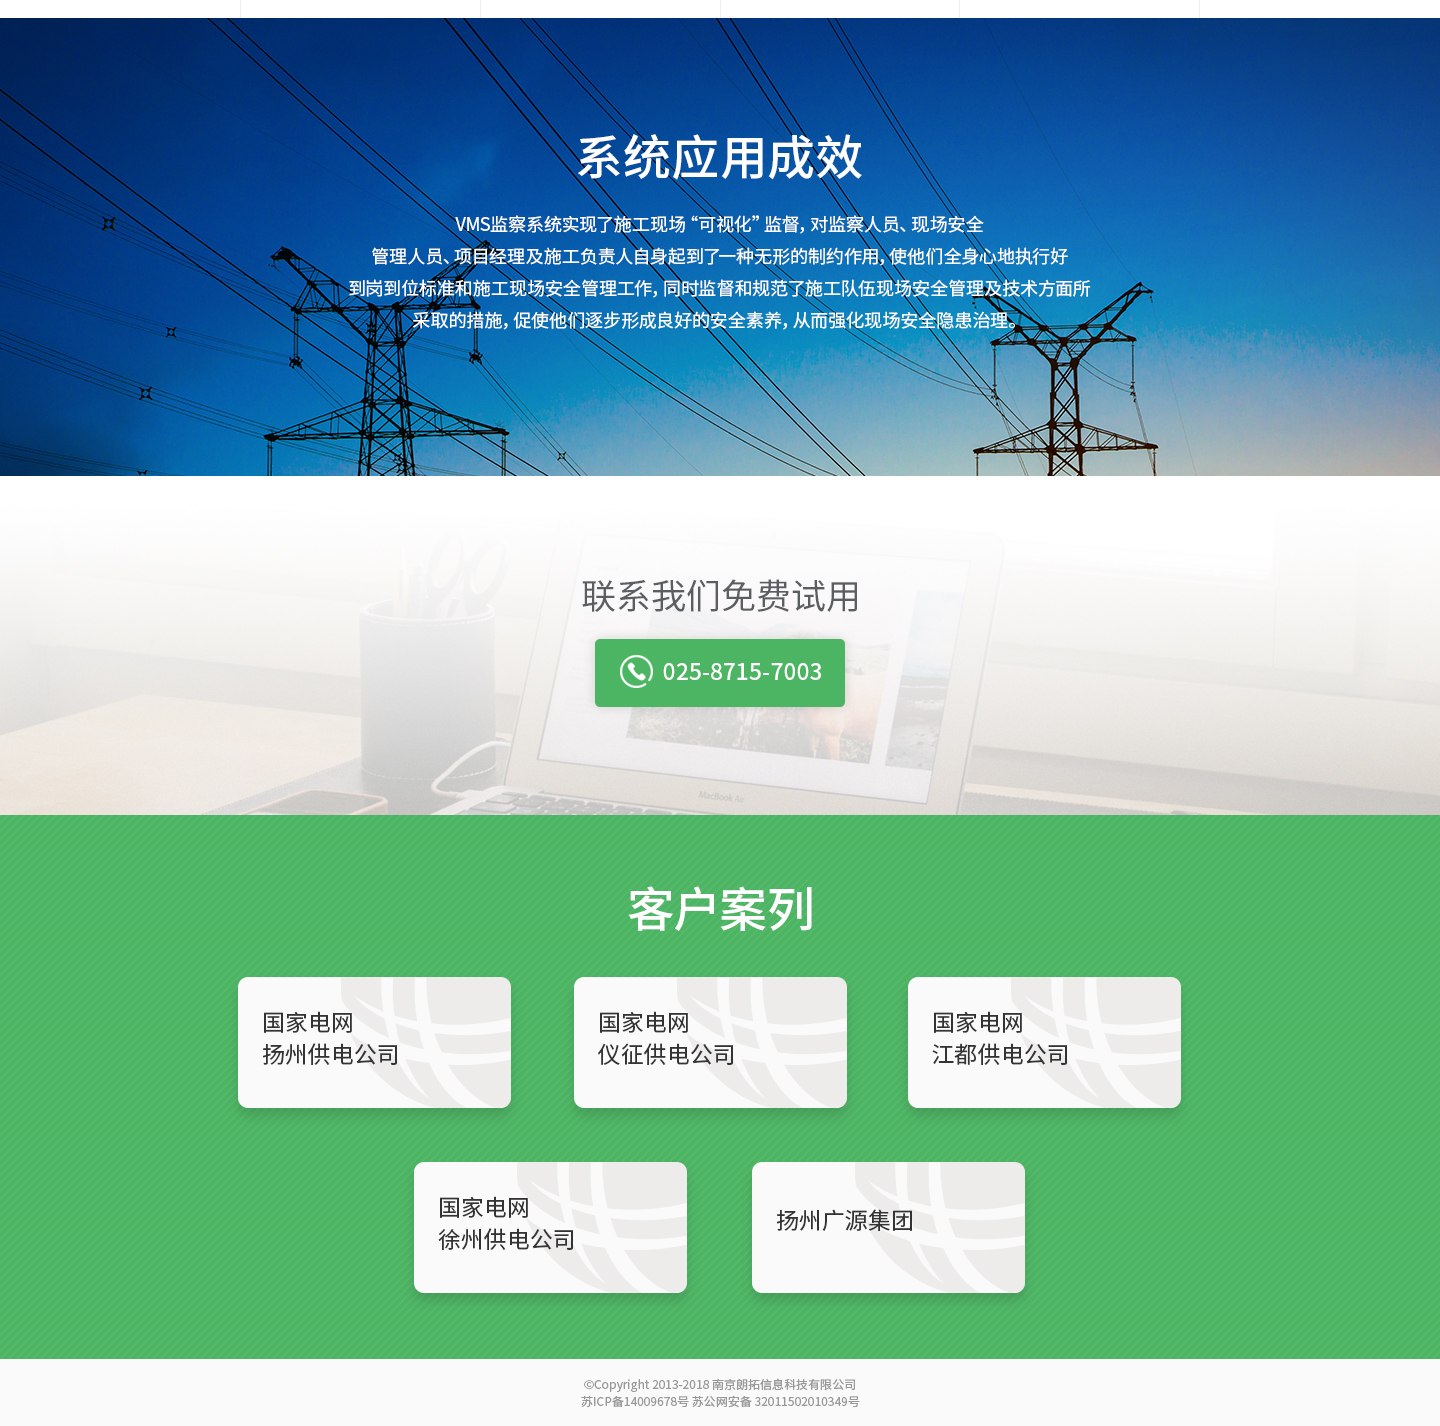 系统应用成效
VMS监察系统实现了施工现场“可视化”监督，对监察人员、现场安全
管理人员、项目经理及施工负责人自身起到了一种无形的制约作用，使他们全身心地执行好
到岗到位标准和施工现场安全管理工作，同时监督和规范了施工队伍现场安全管理及技术方面所
采取的措施，促使他们逐步形成良好的安全素养，从而强化现场安全隐患治理。
联系我们免费试用
025-8715-7003
MacBook Air
客户案列
国家电网
扬州供电公司
国家电网
仪征供电公司
国家电网
江都供电公司
国家电网
徐州供电公司
扬州广源集团
©Copyright 2013-2018 南京朗拓信息科技有限公司
苏ICP备14009678号 苏公网安备 32011502010349号